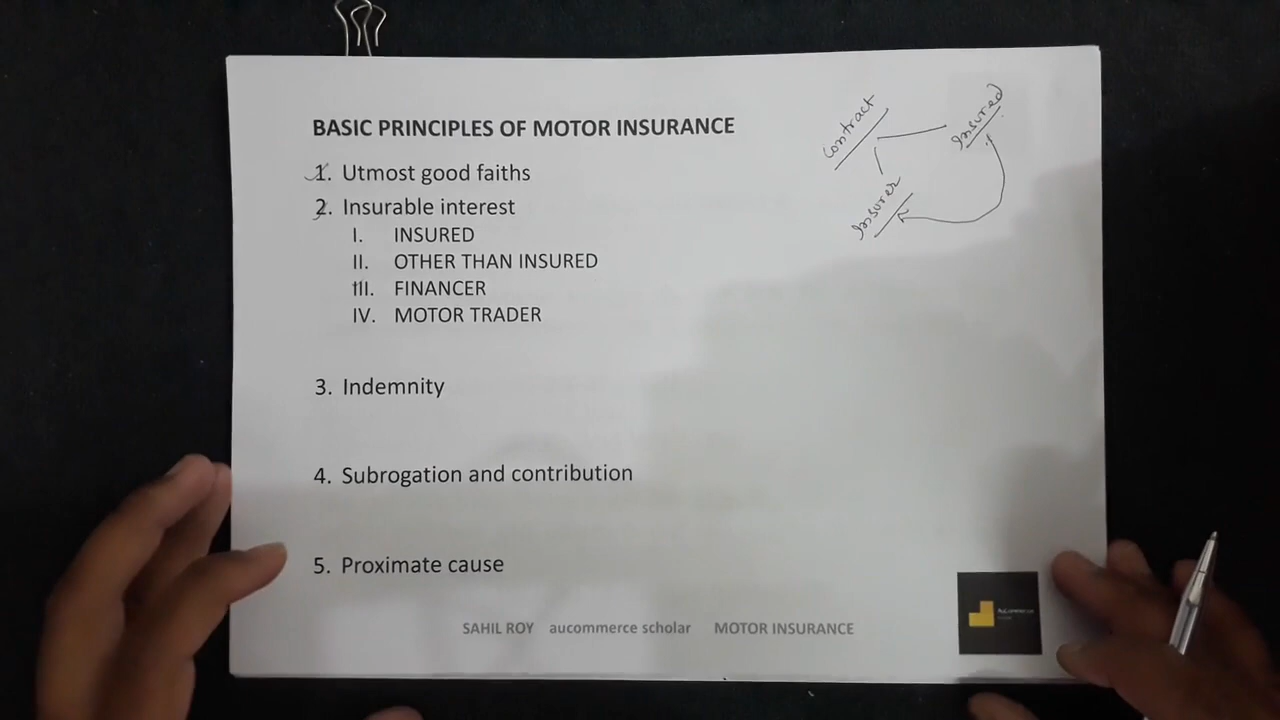 BASIC PRINCIPLES OF MOTOR INSURANCE
1. Utmost good faiths
2. Insurable interest
I. INSURED
II. OTHER THAN INSURED
III. FINANCER
IV. MOTOR TRADER
3. Indemnity
4. Subrogation and contribution
5. Proximate cause
SAHIL ROY aucommerce scholar MOTOR INSURANCE
Contract
Insured
Insurer
AuCommerce